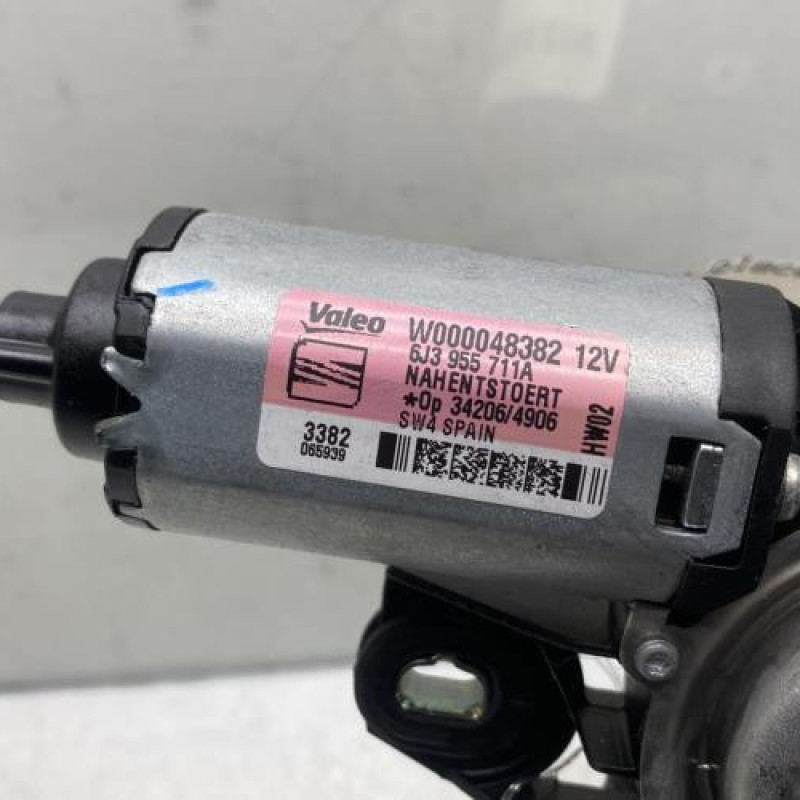 Valeo
W000048382 12V
6J3 955 711A
NAHENTSTOERT
*Op 34206/4906
SW4 SPAIN
HW02
3382
065939